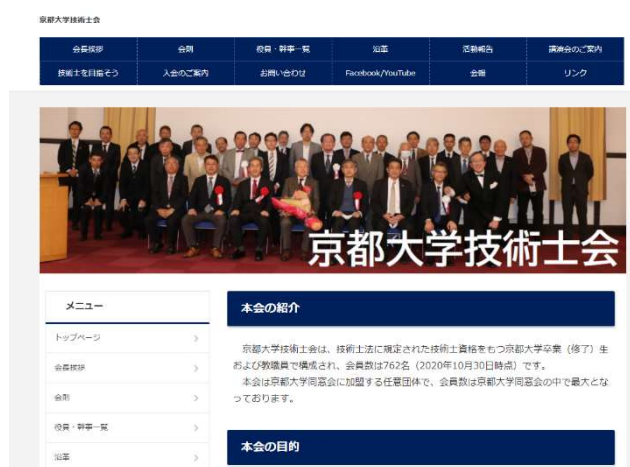 京都大学技術士会
会長挨拶 会則 役員・幹事一覧 沿革 活動報告 講演会のご案内
技術士を目指そう 入会のご案内 お問い合わせ Facebook/YouTube 会報 リンク
京都大学技術士会
メニュー
トップページ
会長挨拶
会則
役員・幹事一覧
沿革
本会の紹介
京都大学技術士会は、技術士法に規定された技術士資格をもつ京都大学卒業（修了）生
および教職員で構成され、会員数は762名（2020年10月30日時点）です。
本会は京都大学同窓会に加盟する任意団体で、会員数は京都大学同窓会の中で最大とな
っております。
本会の目的